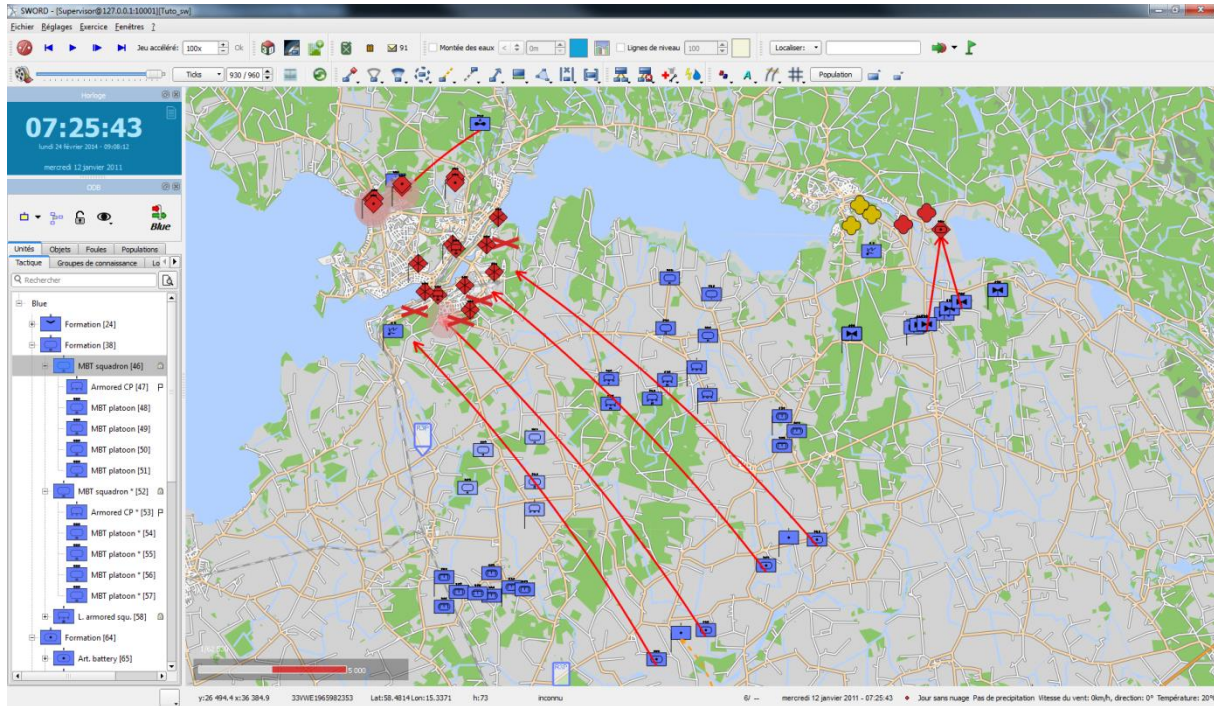 SWORD - [Supervisor@127.0.0.1:10001][Tuto_sw]
Fichier Réglages Exercice Fenêtres ?
Jeu accéléré: 100x Ok 91 Montée des eaux < 0m Lignes de niveau 100 Localiser:
Ticks 930 / 960 Population
Horloge
07:25:43
lundi 24 février 2014 - 09:08:12
mercredi 12 janvier 2011
ODB
Blue
Unités Objets Foules Populations
Tactique Groupes de connaissance Lo
Rechercher
Blue
Formation [24]
Formation [38]
MBT squadron [46]
Armored CP [47]
MBT platoon [48]
MBT platoon [49]
MBT platoon [50]
MBT platoon [51]
MBT squadron * [52]
Armored CP * [53]
MBT platoon * [54]
MBT platoon * [55]
MBT platoon * [56]
MBT platoon * [57]
L. armored squ. [58]
Formation [64]
Art. battery [65]
5 000
y:26 494,4 x:36 384,9 33VWE1965982353 Lat:58.4814 Lon:15.3371 h:73 inconnu 6/ -- mercredi 12 janvier 2011 - 07:25:43 Jour sans nuage Pas de precipitation Vitesse du vent: 0km/h, direction: 0° Température: 20°